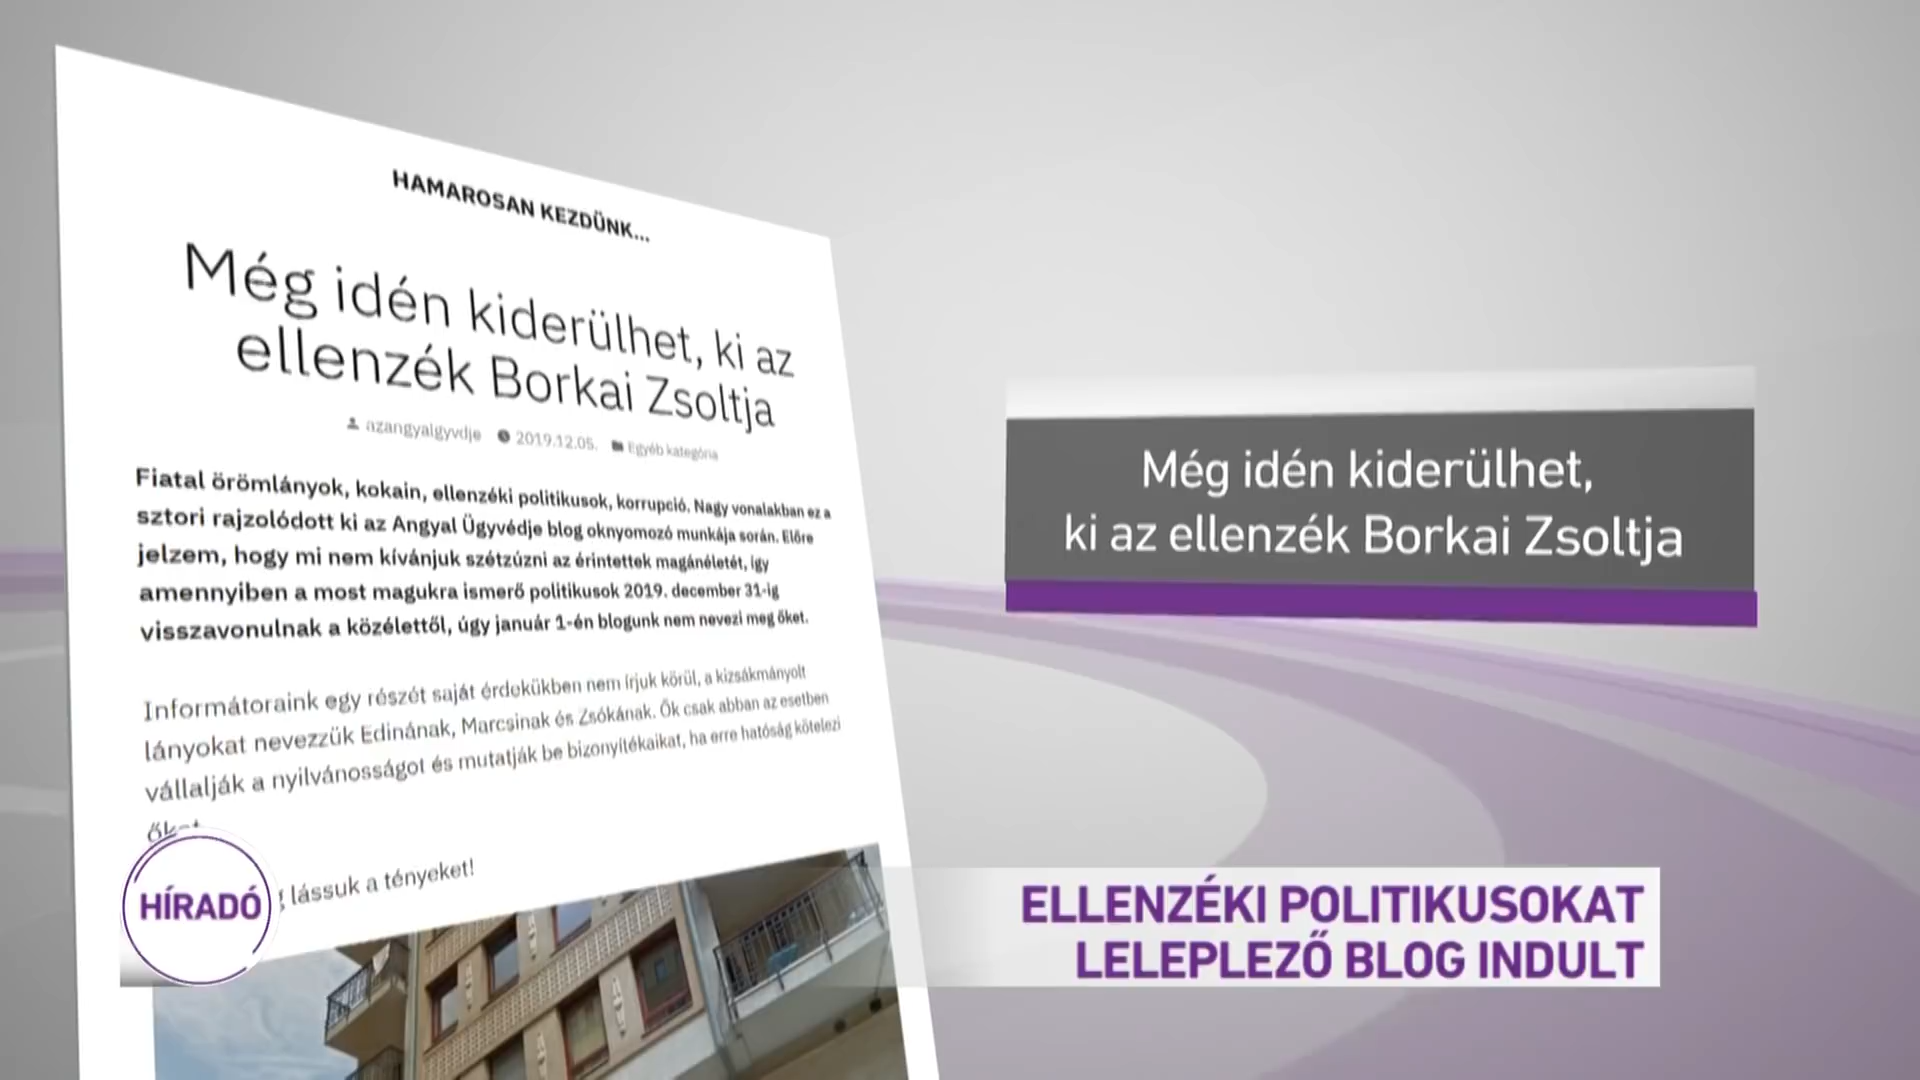 HAMAROSAN KEZDÜNK...
Még idén kiderülhet, ki az
ellenzék Borkai Zsoltja
azangyalgyvdje 2019.12.05. Egyéb kategória
Fiatal örömlányok, kokain, ellenzéki politikusok, korrupció. Nagy vonalakban ez a
sztori rajzolódott ki az Angyal Ügyvédje blog oknyomozó munkája során. Előre
jelzem, hogy mi nem kívánjuk szétzúzni az érintettek magánéletét, így
amennyiben a most magukra ismerő politikusok 2019. december 31-ig
visszavonulnak a közélettől, úgy január 1-én blogunk nem nevezi meg őket.
Informátoraink egy részét saját érdekükben nem írjuk körül, a kizsákmányolt
lányokat nevezzük Edinának, Marcsinak és Zsókának. Ők csak abban az esetben
vállalják a nyilvánosságot és mutatják be bizonyítékaikat, ha erre hatóság kötelezi
lássuk a tényeket!
Még idén kiderülhet,
ki az ellenzék Borkai Zsoltja
HÍRADÓ
ELLENZÉKI POLITIKUSOKAT
LELEPLEZŐ BLOG INDULT